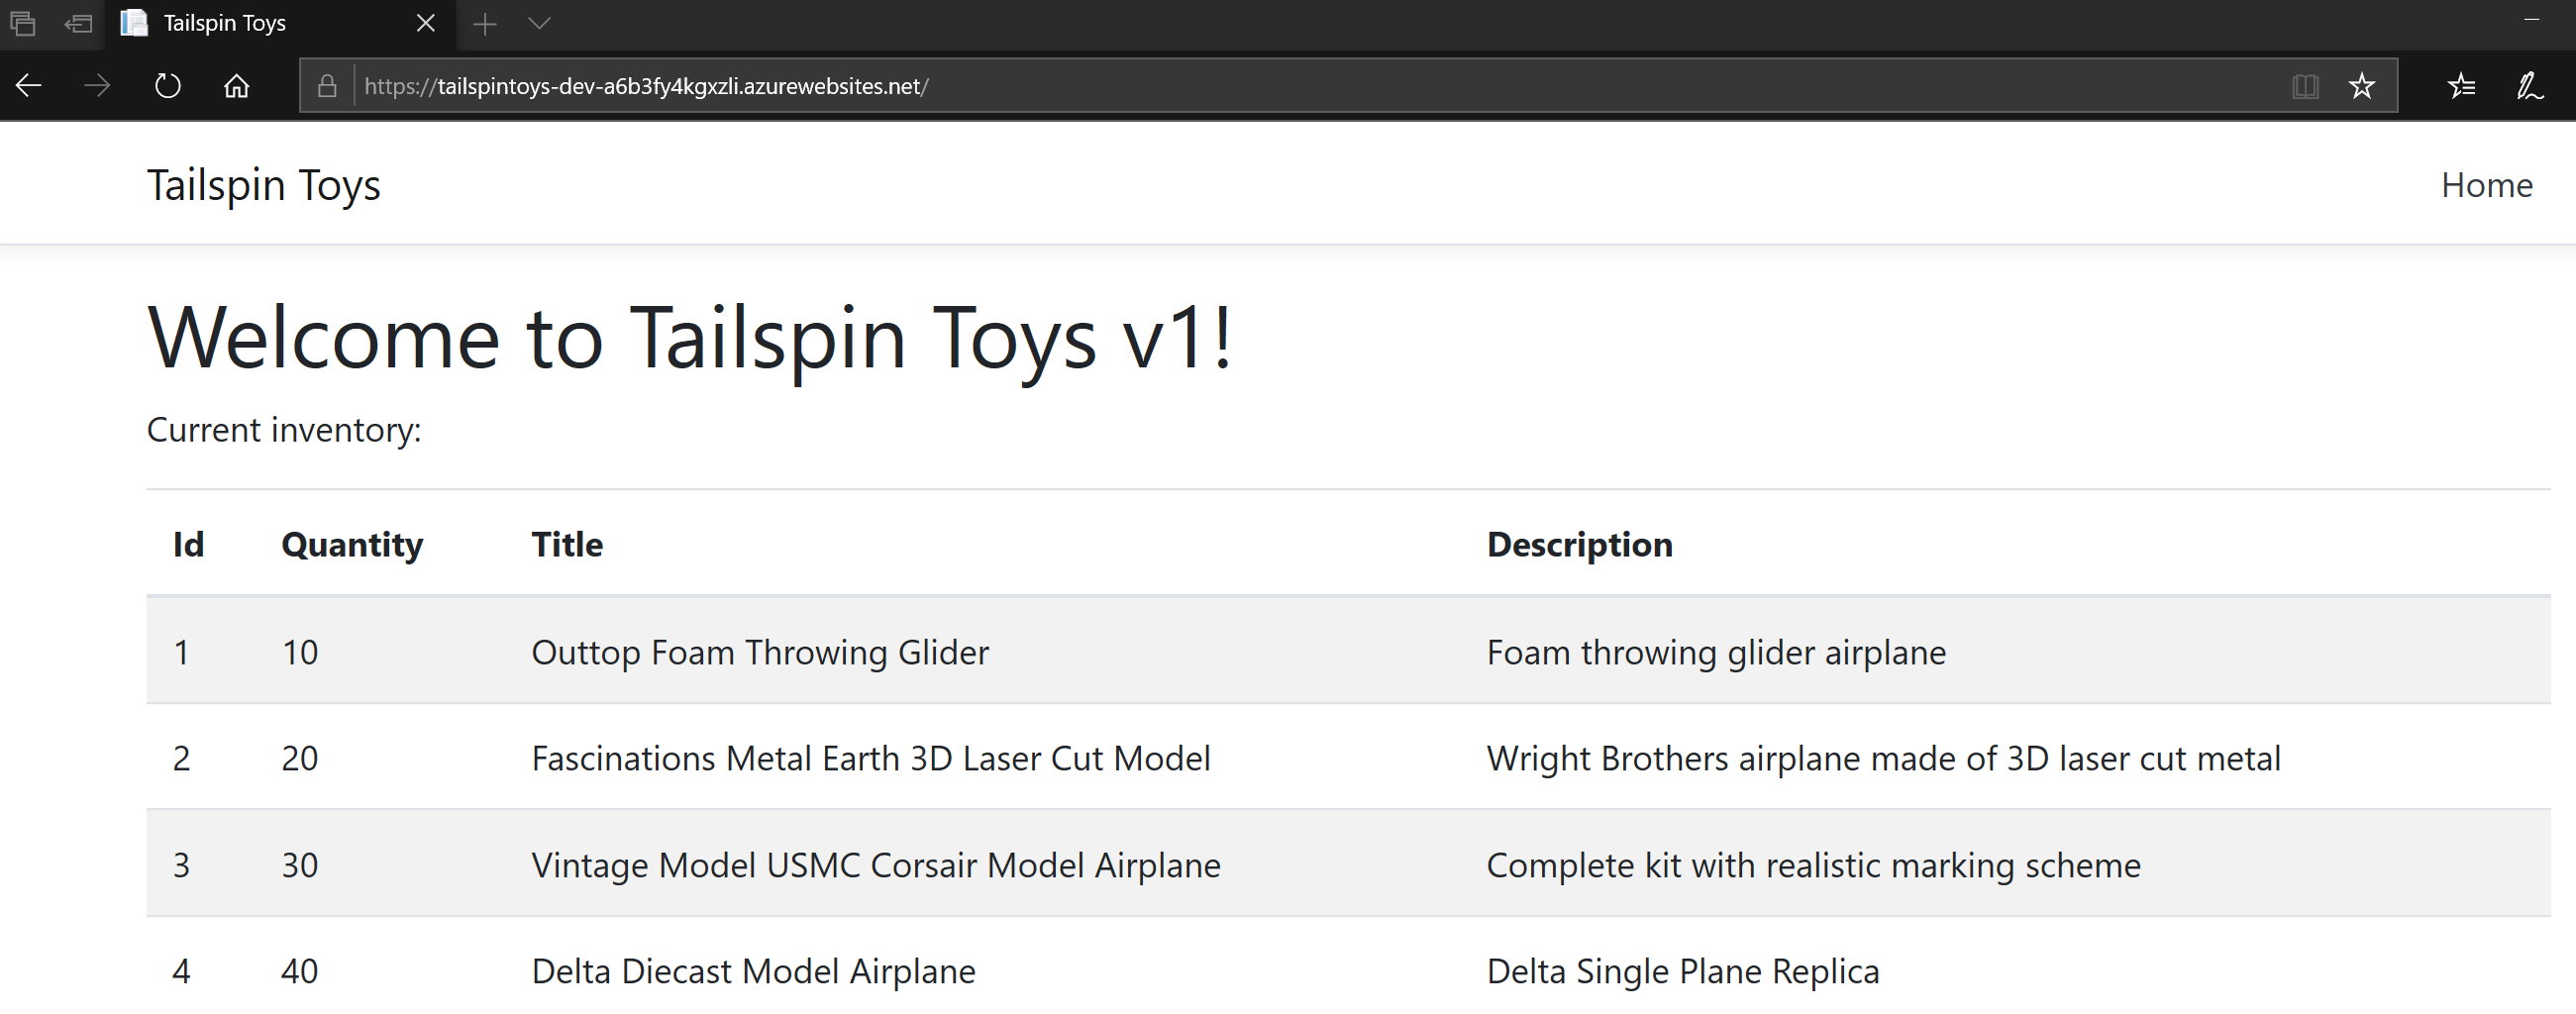 Tailspin Toys
https://tailspintoys-dev-a6b3fy4kgxzli.azurewebsites.net/
Tailspin Toys Home
Welcome to Tailspin Toys v1!
Current inventory:
Id Quantity Title Description
1 10 Outtop Foam Throwing Glider Foam throwing glider airplane
2 20 Fascinations Metal Earth 3D Laser Cut Model Wright Brothers airplane made of 3D laser cut metal
3 30 Vintage Model USMC Corsair Model Airplane Complete kit with realistic marking scheme
4 40 Delta Diecast Model Airplane Delta Single Plane Replica